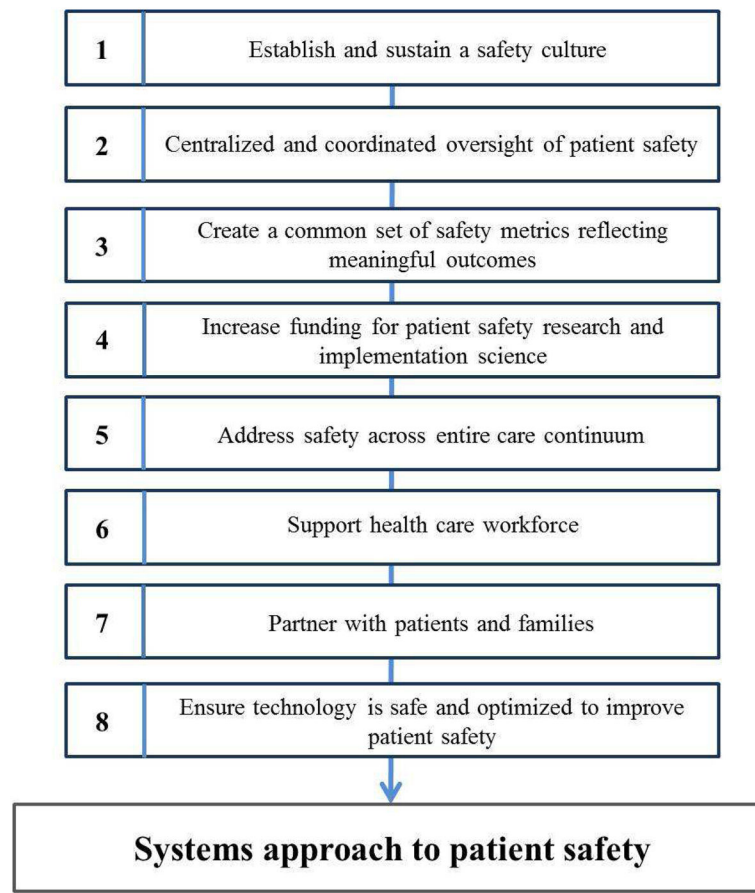 1 Establish and sustain a safety culture
2 Centralized and coordinated oversight of patient safety
3 Create a common set of safety metrics reflecting
meaningful outcomes
4 Increase funding for patient safety research and
implementation science
5 Address safety across entire care continuum
6 Support health care workforce
7 Partner with patients and families
8 Ensure technology is safe and optimized to improve
patient safety
Systems approach to patient safety